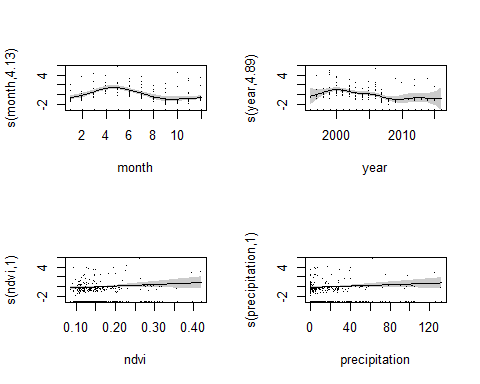 s(month,4.13)
4
-2
2 4 6 8 10
month
s(year,4.89)
4
-2
2000 2010
year
s(ndvi,1)
4
-2
0.10 0.20 0.30 0.40
ndvi
s(precipitation,1)
4
-2
0 40 80 120
precipitation